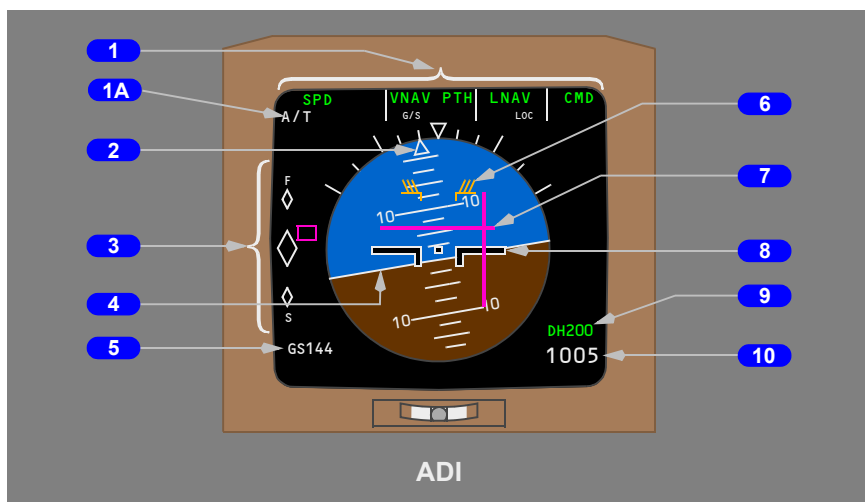 1
1A
SPD
VNAV PTH
LNAV
CMD
A/T
G/S
LOC
6
2
7
F
10
10
3
8
4
9
S
10
10
DH200
5
GS144
1005
10
ADI